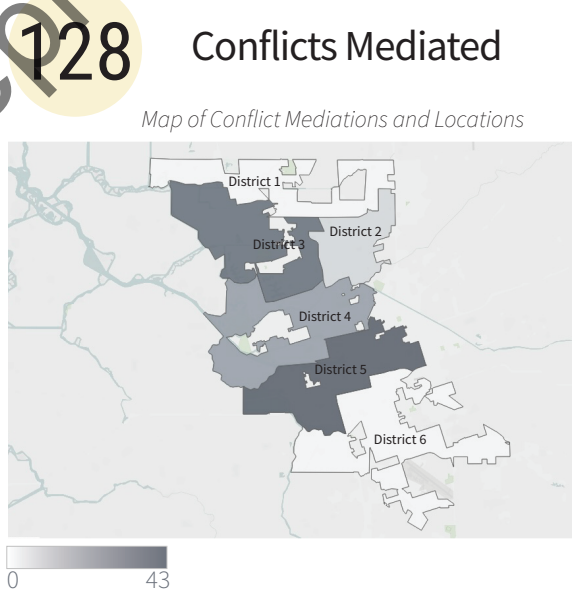 128
Conflicts Mediated
Map of Conflict Mediations and Locations
District 1
District 2
District 3
District 4
District 5
District 6
0 43